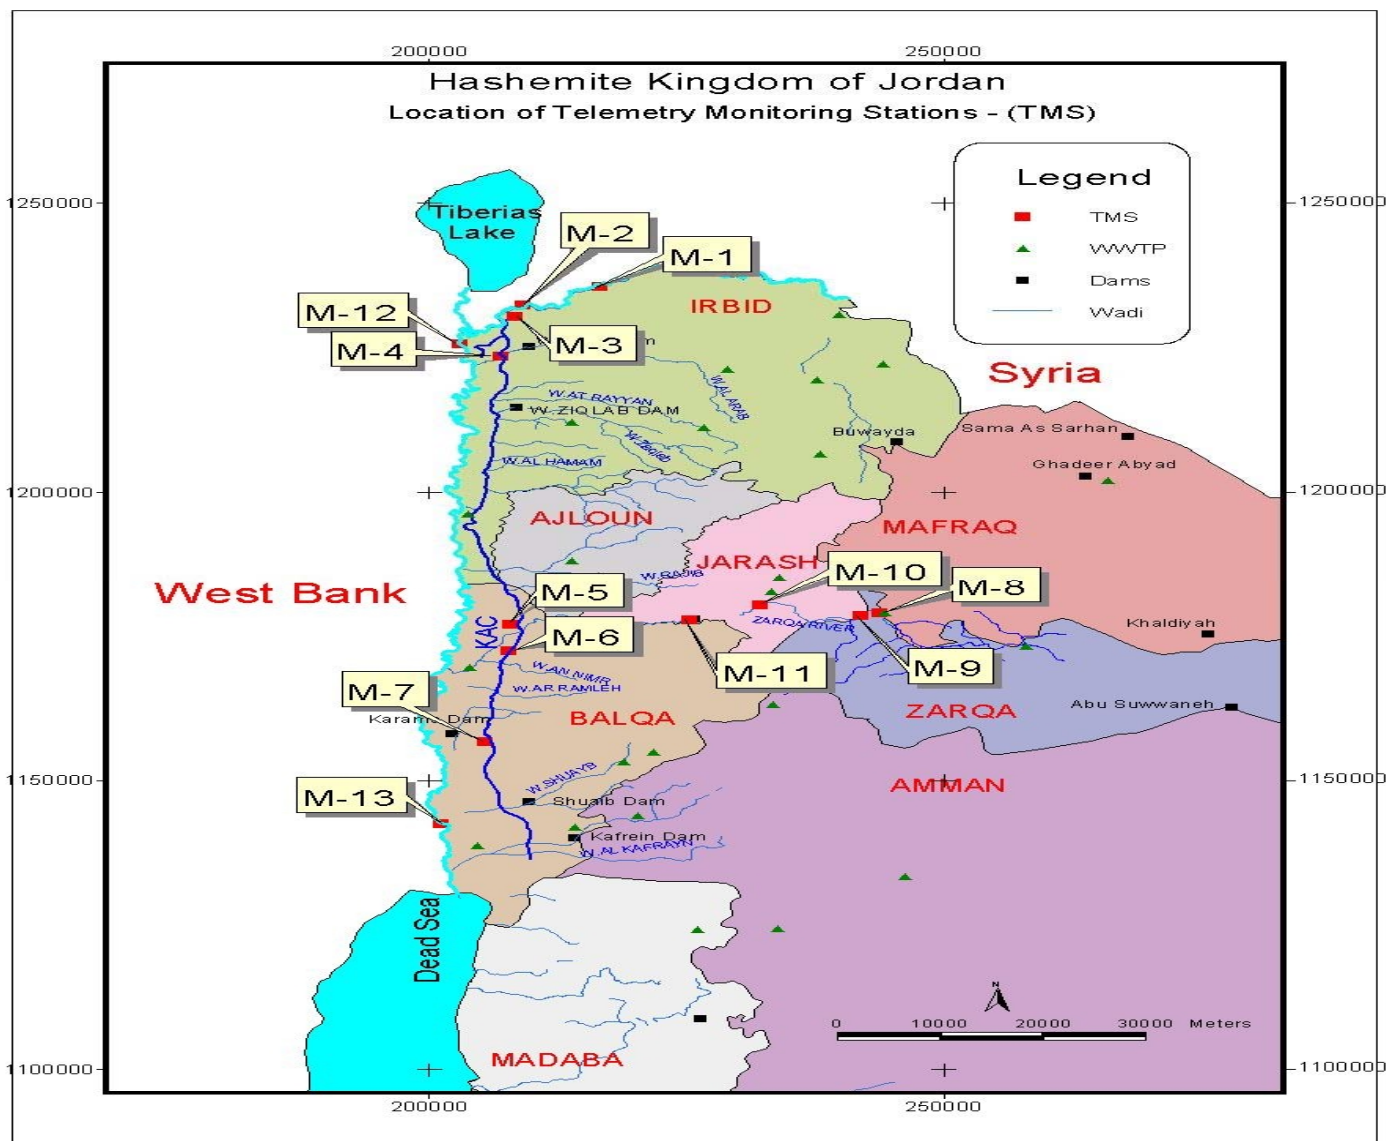 200000 250000
Hashemite Kingdom of Jordan
Location of Telemetry Monitoring Stations - (TMS)
Legend
TMS
WWTP
Dams
Wadi
1250000 1250000
Tiberias
Lake
M-2
M-1
IRBID
M-12
M-3
M-4
Syria
W.AL ARAB
W.AT RAYYAN
W.ZIQLAB DAM
W.Zeqlab
Buwayda
Sama As Sarhan
W.AL HAMAM
Ghadeer Abyad
1200000 1200000
AJLOUN
MAFRAQ
JARASH
W.RAJIB
M-10
M-8
West Bank
M-5
KAC
ZARQA RIVER
Khaldiyah
M-6
M-11
M-9
W.AN NIMR
W.AR RAMLEH
M-7
Karama Dam
BALQA
ZARQA
Abu Suwwaneh
1150000 1150000
W.SHUAYB
AMMAN
M-13
Shuaib Dam
Kafrein Dam
W.AL KAFRAYN
Dead Sea
N
0 10000 20000 30000 Meters
MADABA
1100000 1100000
200000 250000